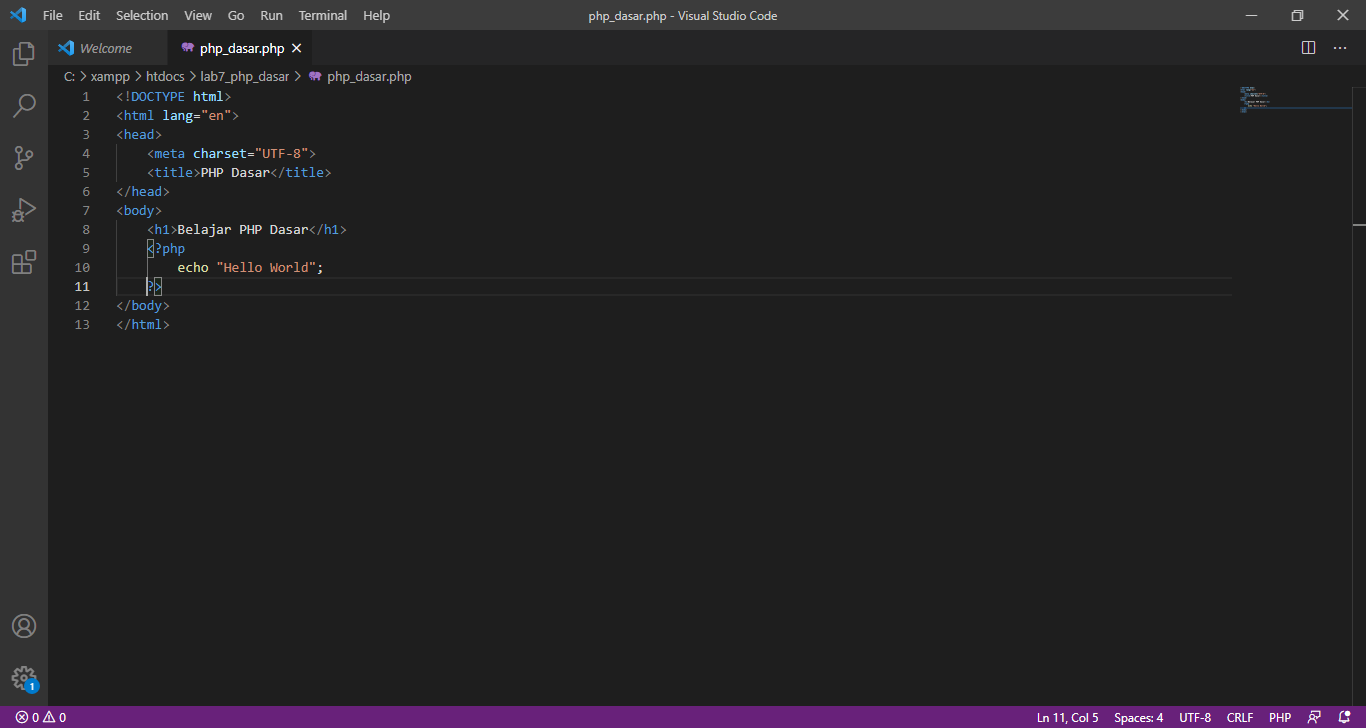 File Edit Selection View Go Run Terminal Help php_dasar.php - Visual Studio Code
Welcome php_dasar.php
C: > xampp > htdocs > lab7_php_dasar > php_dasar.php
1 <!DOCTYPE html>
2 <html lang="en">
3 <head>
4     <meta charset="UTF-8">
5     <title>PHP Dasar</title>
6 </head>
7 <body>
8     <h1>Belajar PHP Dasar</h1>
9     <?php
10         echo "Hello World";
11     ?>
12 </body>
13 </html>
1
0 0 Ln 11, Col 5 Spaces: 4 UTF-8 CRLF PHP